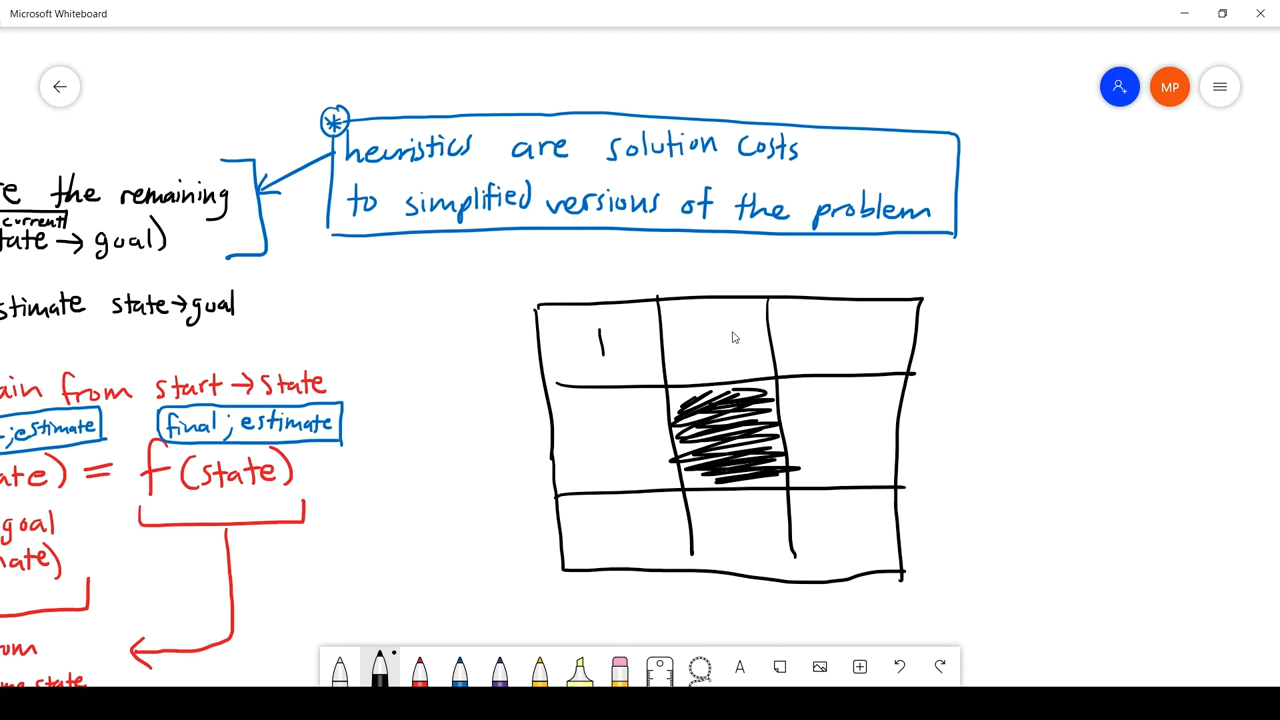 Microsoft Whiteboard
MP
heuristics are solution costs
to simplified versions of the problem
the remaining
current
→ goal)
estimate state→goal
from start → state
; estimate
final ; estimate
) = f(state)
goal
1
A